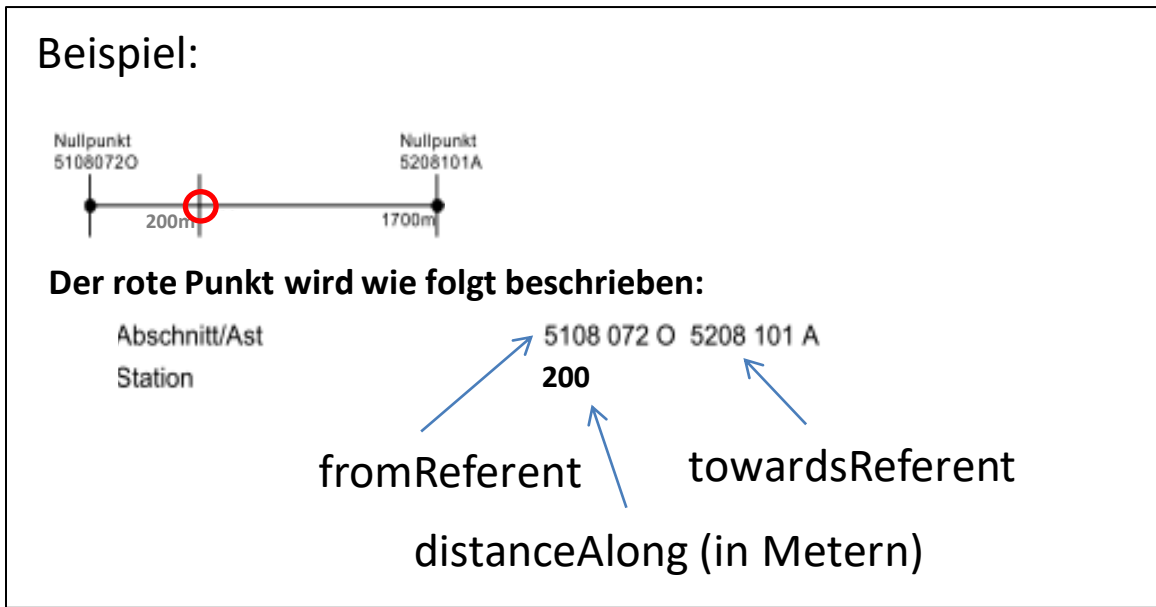 Beispiel:
Nullpunkt Nullpunkt
5108072O 5208101A
200m 1700m
Der rote Punkt wird wie folgt beschrieben:
Abschnitt/Ast 5108 072 O 5208 101 A
Station 200
fromReferent towardsReferent
distanceAlong (in Metern)